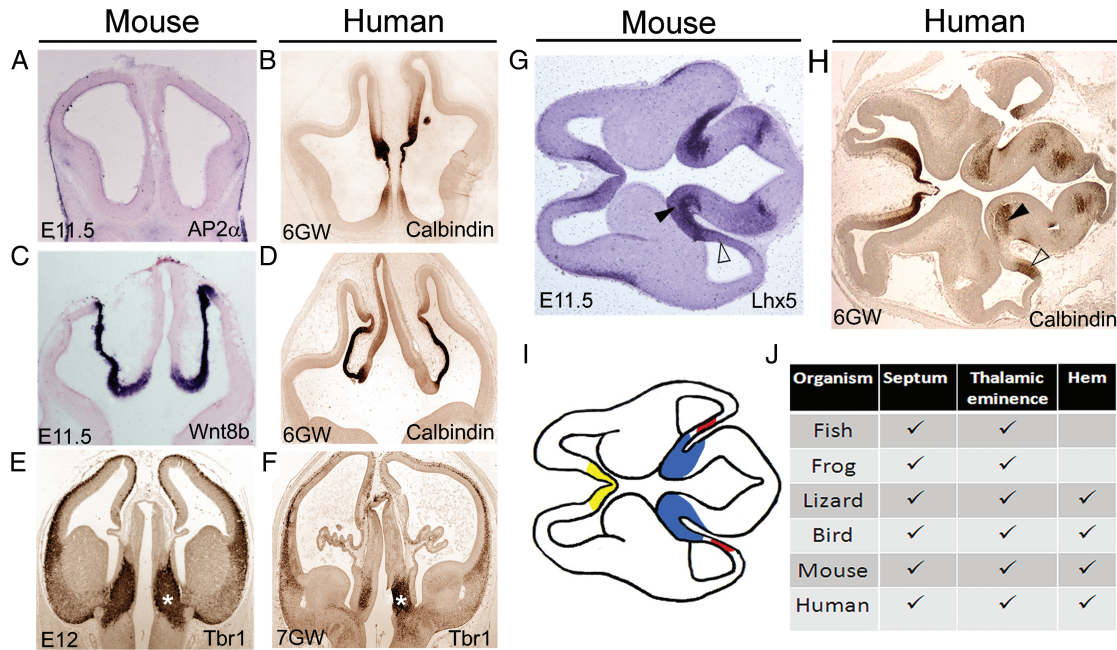 Mouse
Human
Mouse
Human
A
E11.5
AP2α
B
6GW
Calbindin
C
E11.5
Wnt8b
D
6GW
Calbindin
E
E12
Tbr1
*
F
7GW
Tbr1
*
G
E11.5
Lhx5
H
6GW
Calbindin
I
J
Organism Septum Thalamic eminence Hem
Fish ✓ ✓
Frog ✓ ✓
Lizard ✓ ✓ ✓
Bird ✓ ✓ ✓
Mouse ✓ ✓ ✓
Human ✓ ✓ ✓